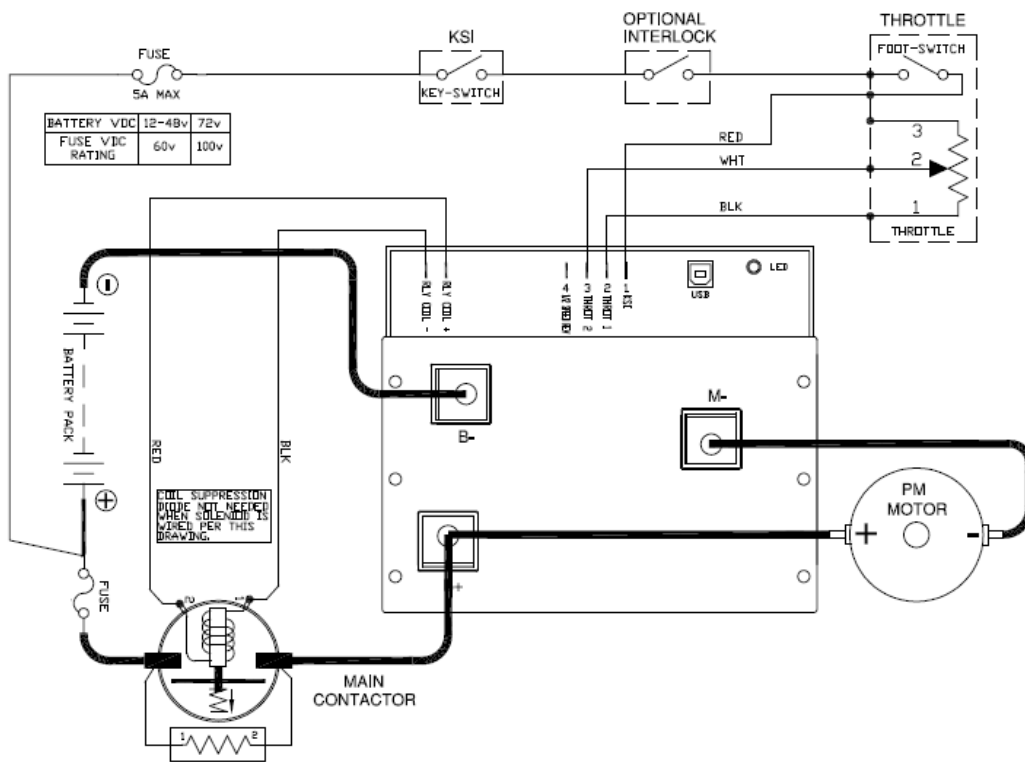 FUSE
5A MAX
KSI
KEY-SWITCH
OPTIONAL
INTERLOCK
THROTTLE
FOOT-SWITCH
BATTERY VDC 12-48v 72v
FUSE VDC
RATING 60v 100v
RED
WHT
BLK
3
2
1
THROTTLE
RLY COIL -
RLY COIL +
4
3 THROT 2
2 THROT 1
1 KSI
USB
LED
-
BATTERY PACK
+
RED
BLK
B-
M-
+
COIL SUPPRESSION
DIODE NOT NEEDED
WHEN SOLENOID IS
WIRED PER THIS
DRAWING.
PM
MOTOR
+ -
FUSE
2 1
MAIN
CONTACTOR
1 2